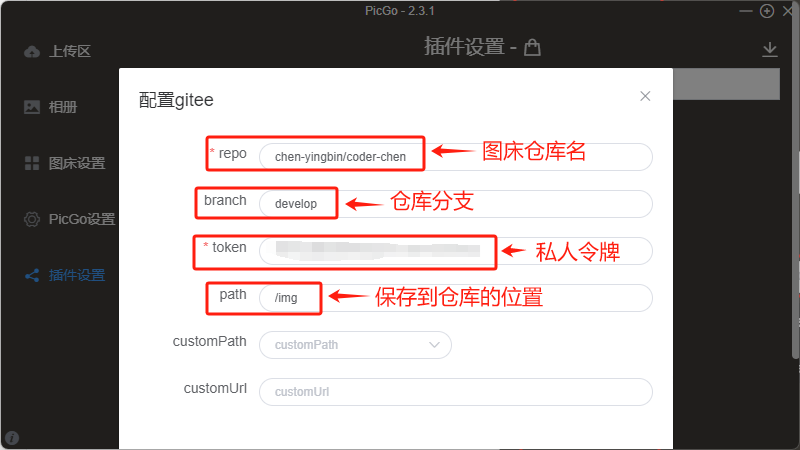 PicGo - 2.3.1
上传区
插件设置 -
相册
图床设置
PicGo设置
插件设置
配置gitee
* repo
chen-yingbin/coder-chen
图床仓库名
branch
develop
仓库分支
* token
私人令牌
path
/img
保存到仓库的位置
customPath
customPath
customUrl
customUrl